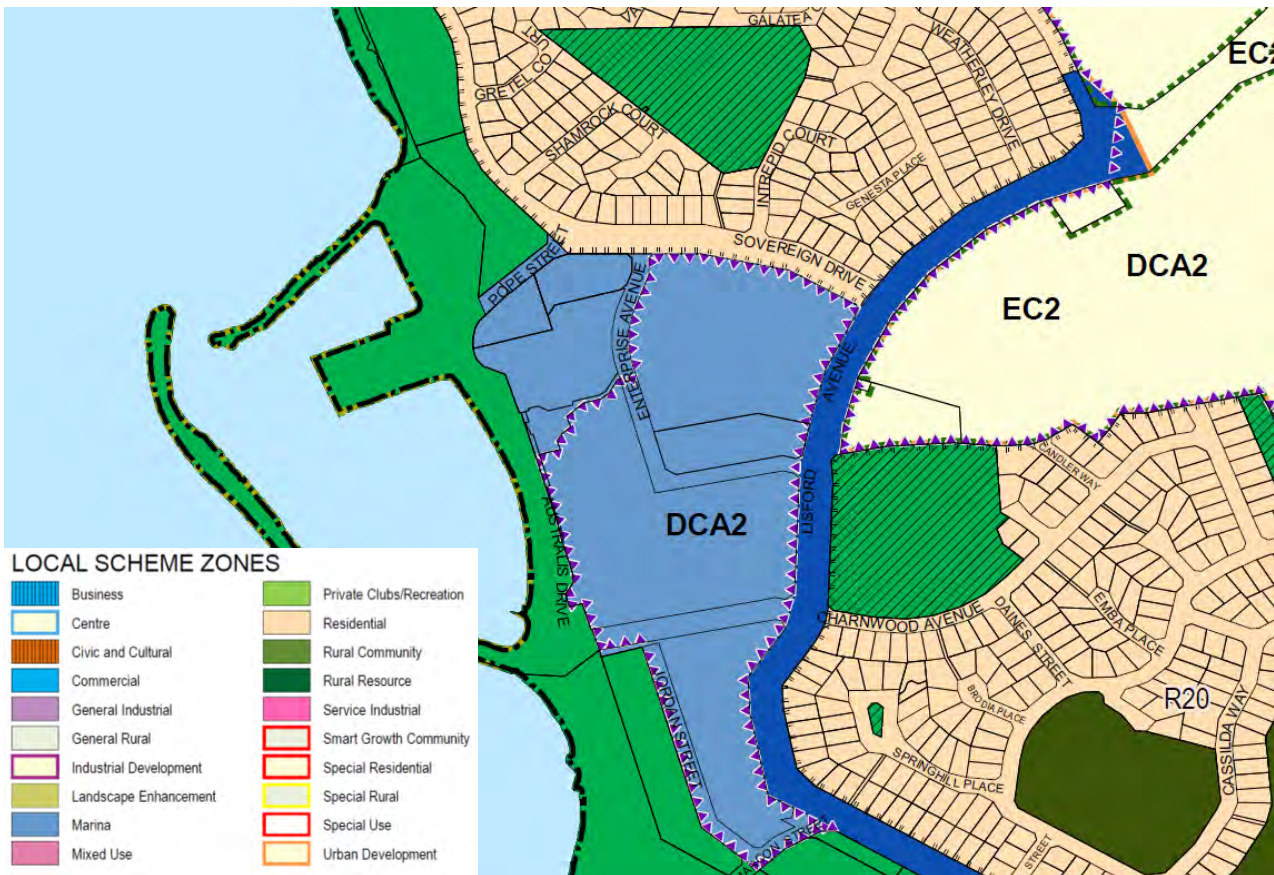 GALATEA
WEATHERLEY DRIVE
EC2
GRETEL COURT
SHAMROCK COURT
INTREPID COURT
GENESTA PLACE
SOVEREIGN DRIVE
DCA2
EC2
POPE STREET
ENTERPRISE AVENUE
LISFORD AVENUE
CANDLER WAY
DCA2
AUSTRALIS DRIVE
CHARNWOOD AVENUE
DAINES STREET
EMBA PLACE
R20
CASSILDA WAY
BRODIA PLACE
JORDAN STREET
SPRINGHILL PLACE
STREET
STREET
LOCAL SCHEME ZONES
Business
Centre
Civic and Cultural
Commercial
General Industrial
General Rural
Industrial Development
Landscape Enhancement
Marina
Mixed Use
Private Clubs/Recreation
Residential
Rural Community
Rural Resource
Service Industrial
Smart Growth Community
Special Residential
Special Rural
Special Use
Urban Development